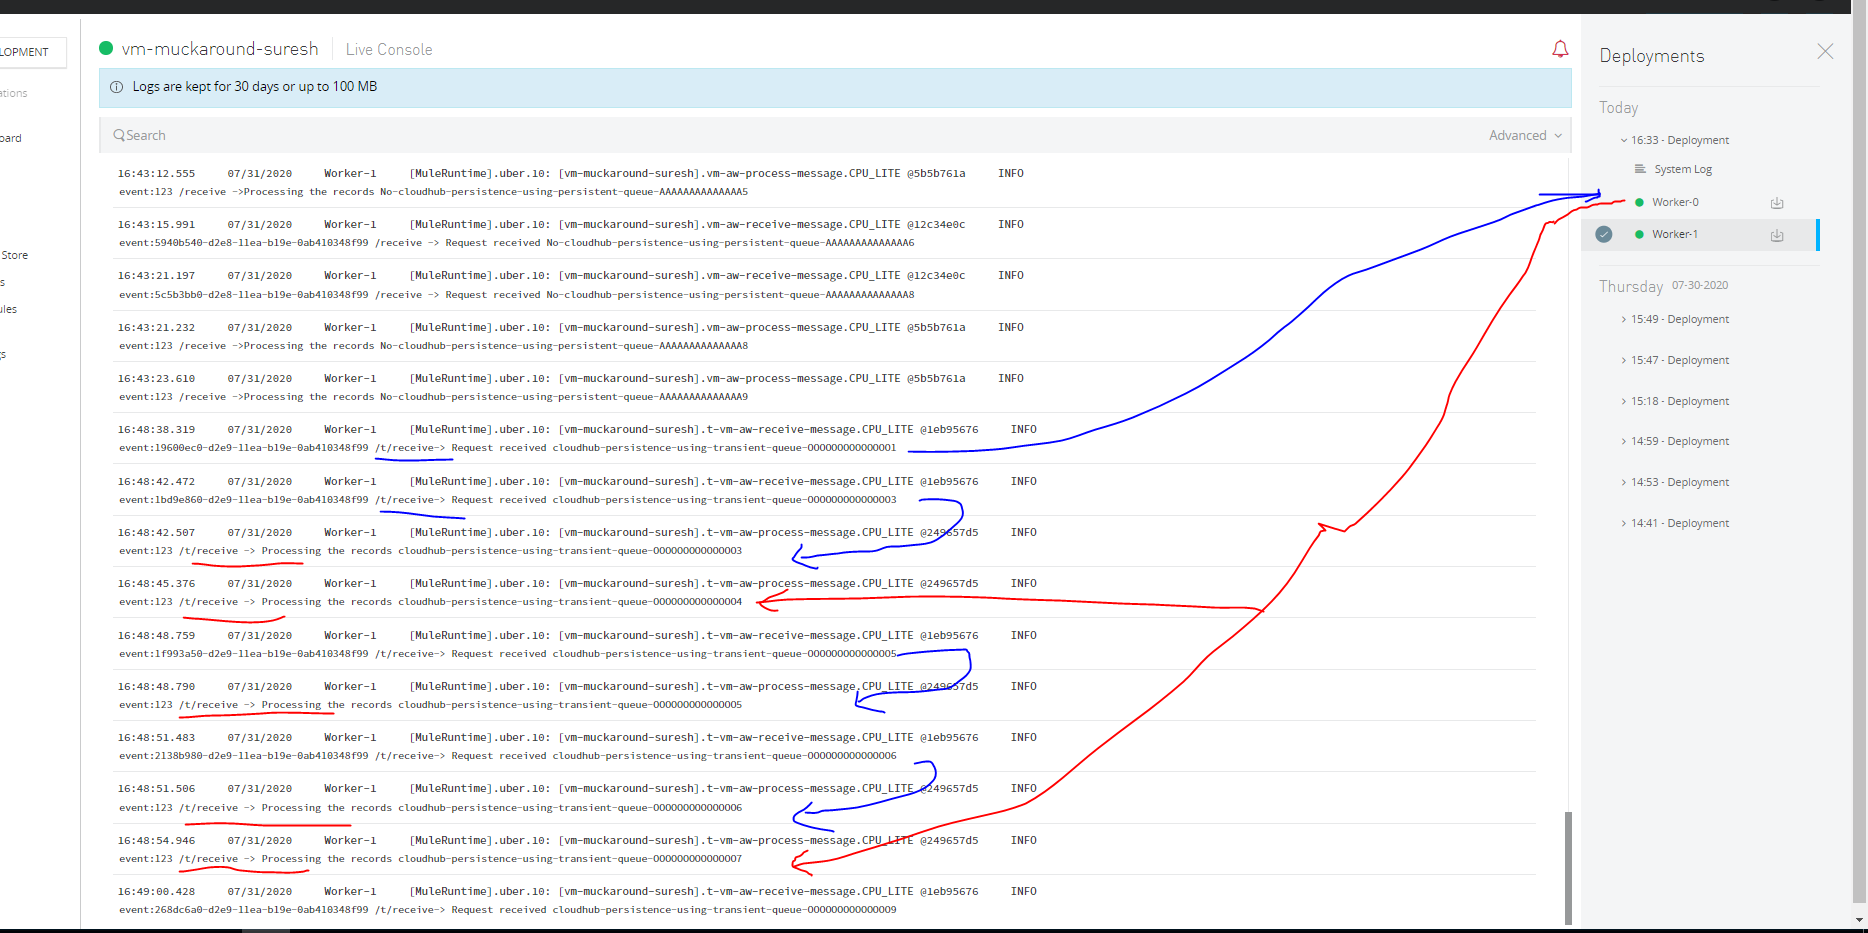 LOPMENT
ations
oard
Store
s
ules
gs
vm-muckaround-suresh Live Console
Logs are kept for 30 days or up to 100 MB
Search Advanced
16:43:12.555 07/31/2020 Worker-1 [MuleRuntime].uber.10: [vm-muckaround-suresh].vm-aw-process-message.CPU_LITE @5b5b761a INFO
event:123 /receive ->Processing the records No-cloudhub-persistence-using-persistent-queue-AAAAAAAAAAAAAA5
16:43:15.991 07/31/2020 Worker-1 [MuleRuntime].uber.10: [vm-muckaround-suresh].vm-aw-receive-message.CPU_LITE @12c34e0c INFO
event:5940b540-d2e8-11ea-b19e-0ab410348f99 /receive -> Request received No-cloudhub-persistence-using-persistent-queue-AAAAAAAAAAAAAA6
16:43:21.197 07/31/2020 Worker-1 [MuleRuntime].uber.10: [vm-muckaround-suresh].vm-aw-receive-message.CPU_LITE @12c34e0c INFO
event:5c5b3bb0-d2e8-11ea-b19e-0ab410348f99 /receive -> Request received No-cloudhub-persistence-using-persistent-queue-AAAAAAAAAAAAAA8
16:43:21.232 07/31/2020 Worker-1 [MuleRuntime].uber.10: [vm-muckaround-suresh].vm-aw-process-message.CPU_LITE @5b5b761a INFO
event:123 /receive ->Processing the records No-cloudhub-persistence-using-persistent-queue-AAAAAAAAAAAAAA8
16:43:23.610 07/31/2020 Worker-1 [MuleRuntime].uber.10: [vm-muckaround-suresh].vm-aw-process-message.CPU_LITE @5b5b761a INFO
event:123 /receive ->Processing the records No-cloudhub-persistence-using-persistent-queue-AAAAAAAAAAAAAA9
16:48:38.319 07/31/2020 Worker-1 [MuleRuntime].uber.10: [vm-muckaround-suresh].t-vm-aw-receive-message.CPU_LITE @1eb95676 INFO
event:19600ec0-d2e9-11ea-b19e-0ab410348f99 /t/receive-> Request received cloudhub-persistence-using-transient-queue-OOOOOOOOOOOOOO1
16:48:42.472 07/31/2020 Worker-1 [MuleRuntime].uber.10: [vm-muckaround-suresh].t-vm-aw-receive-message.CPU_LITE @1eb95676 INFO
event:1bd9e860-d2e9-11ea-b19e-0ab410348f99 /t/receive-> Request received cloudhub-persistence-using-transient-queue-OOOOOOOOOOOOOO3
16:48:42.507 07/31/2020 Worker-1 [MuleRuntime].uber.10: [vm-muckaround-suresh].t-vm-aw-process-message.CPU_LITE @249657d5 INFO
event:123 /t/receive -> Processing the records cloudhub-persistence-using-transient-queue-OOOOOOOOOOOOOO3
16:48:45.376 07/31/2020 Worker-1 [MuleRuntime].uber.10: [vm-muckaround-suresh].t-vm-aw-process-message.CPU_LITE @249657d5 INFO
event:123 /t/receive -> Processing the records cloudhub-persistence-using-transient-queue-OOOOOOOOOOOOOO4
16:48:48.759 07/31/2020 Worker-1 [MuleRuntime].uber.10: [vm-muckaround-suresh].t-vm-aw-receive-message.CPU_LITE @1eb95676 INFO
event:1f993a50-d2e9-11ea-b19e-0ab410348f99 /t/receive-> Request received cloudhub-persistence-using-transient-queue-OOOOOOOOOOOOOO5
16:48:48.790 07/31/2020 Worker-1 [MuleRuntime].uber.10: [vm-muckaround-suresh].t-vm-aw-process-message.CPU_LITE @249657d5 INFO
event:123 /t/receive -> Processing the records cloudhub-persistence-using-transient-queue-OOOOOOOOOOOOOO5
16:48:51.483 07/31/2020 Worker-1 [MuleRuntime].uber.10: [vm-muckaround-suresh].t-vm-aw-receive-message.CPU_LITE @1eb95676 INFO
event:2138b980-d2e9-11ea-b19e-0ab410348f99 /t/receive-> Request received cloudhub-persistence-using-transient-queue-OOOOOOOOOOOOOO6
16:48:51.506 07/31/2020 Worker-1 [MuleRuntime].uber.10: [vm-muckaround-suresh].t-vm-aw-process-message.CPU_LITE @249657d5 INFO
event:123 /t/receive -> Processing the records cloudhub-persistence-using-transient-queue-OOOOOOOOOOOOOO6
16:48:54.946 07/31/2020 Worker-1 [MuleRuntime].uber.10: [vm-muckaround-suresh].t-vm-aw-process-message.CPU_LITE @249657d5 INFO
event:123 /t/receive -> Processing the records cloudhub-persistence-using-transient-queue-OOOOOOOOOOOOOO7
16:49:00.428 07/31/2020 Worker-1 [MuleRuntime].uber.10: [vm-muckaround-suresh].t-vm-aw-receive-message.CPU_LITE @1eb95676 INFO
event:268dc6a0-d2e9-11ea-b19e-0ab410348f99 /t/receive-> Request received cloudhub-persistence-using-transient-queue-OOOOOOOOOOOOOO9
Deployments
Today
16:33 - Deployment
System Log
Worker-0
Worker-1
Thursday 07-30-2020
15:49 - Deployment
15:47 - Deployment
15:18 - Deployment
14:59 - Deployment
14:53 - Deployment
14:41 - Deployment